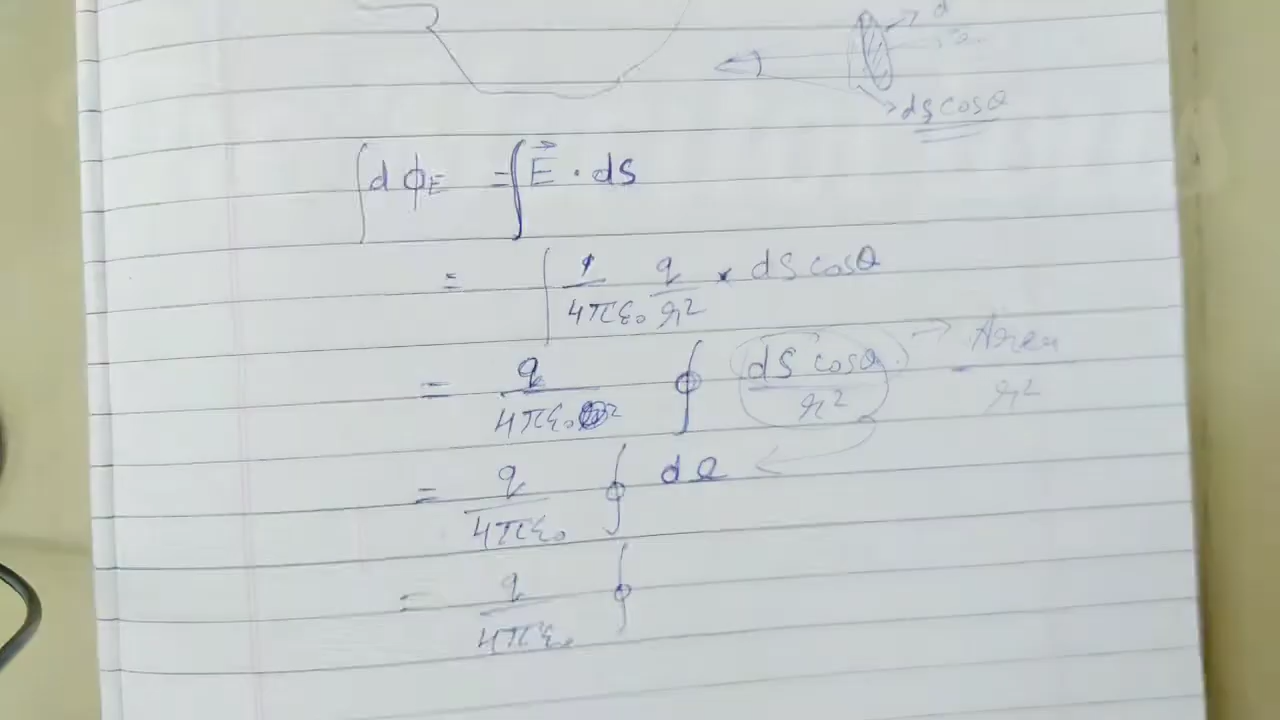 d
ds cosθ
∫dΦE = ∫E⃗ · ds
= ∫ 1/4πε₀ q/r² × ds cosθ
= q/4πε₀ ∮ ds cosθ/r² → Area/r²
= q/4πε₀ ∮ dΩ
= q/4πε₀ ∮